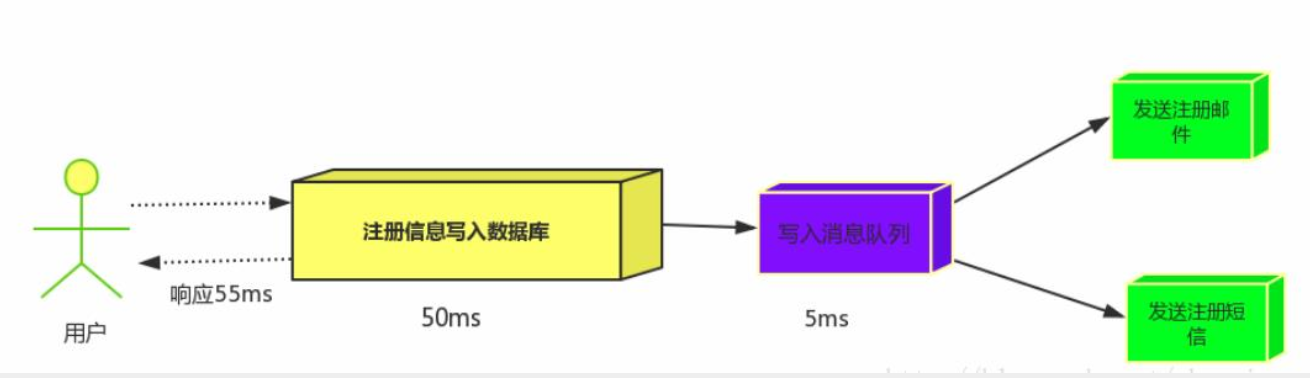 发送注册邮
件
注册信息写入数据库
写入消息队列
响应55ms
用户
50ms
5ms
发送注册短
信